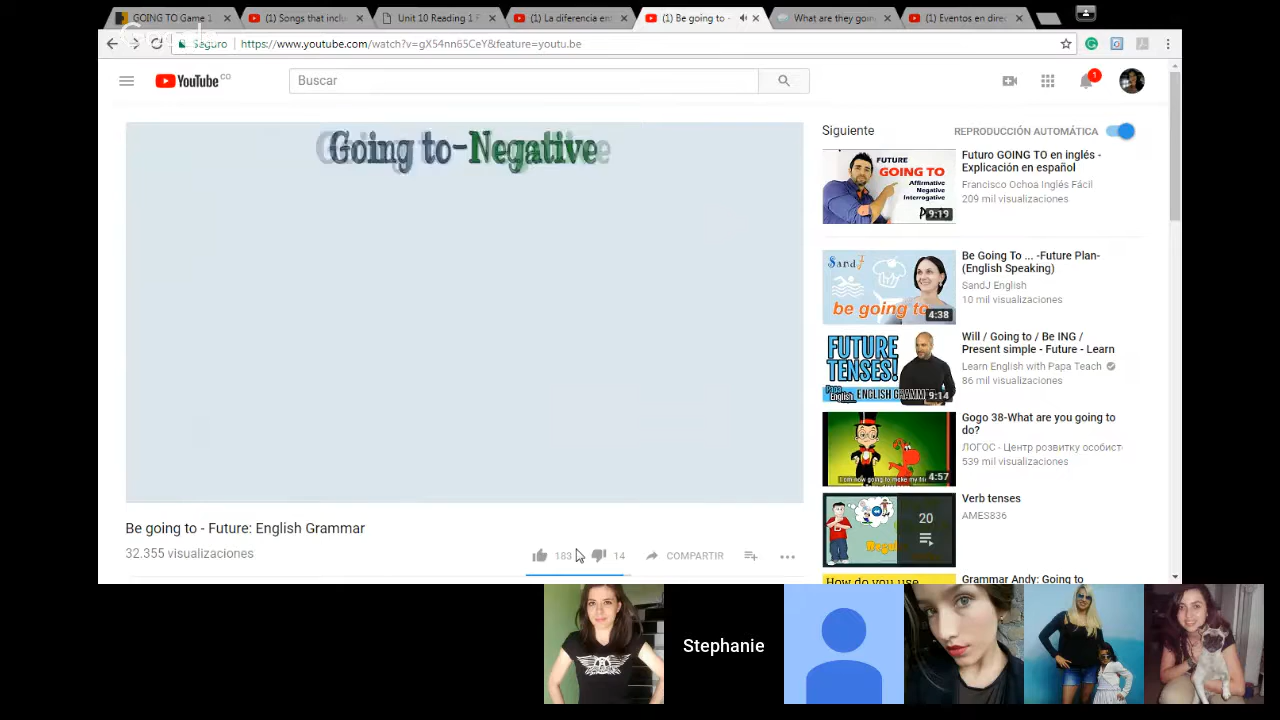 GOING TO Game 1
(1) Songs that inclu
Unit 10 Reading 1 F
(1) La diferencia en
(1) Be going to -
What are they going
(1) Eventos en direc
Seguro
https://www.youtube.com/watch?v=gX54nn65CeY&feature=youtu.be
YouTube CO
Buscar
1
Going to-Negative
Siguiente
REPRODUCCIÓN AUTOMÁTICA
FUTURE
GOING TO
Affirmative
Negative
Interrogative
9:19
Futuro GOING TO en inglés -
Explicación en español
Francisco Ochoa Inglés Fácil
209 mil visualizaciones
SandJ
be going to
4:38
Be Going To ... -Future Plan-
(English Speaking)
SandJ English
10 mil visualizaciones
FUTURE
TENSES!
Papa
English
ENGLISH GRAMMAR
9:14
Will / Going to / Be ING /
Present simple - Future - Learn
Learn English with Papa Teach
86 mil visualizaciones
4:57
Gogo 38-What are you going to
do?
ЛОГОС - Центр розвитку особист
539 mil visualizaciones
20
Verb tenses
AMES836
How do you use
Grammar Andy: Going to
Be going to - Future: English Grammar
32.355 visualizaciones
183
14
COMPARTIR
Stephanie